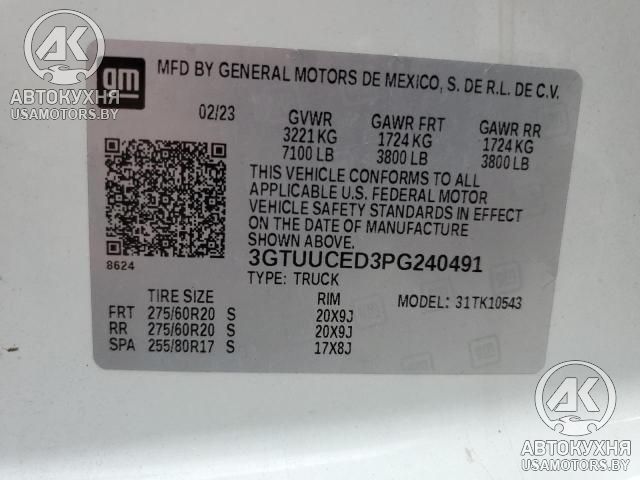 AK
АВТОКУХНЯ
USAMOTORS.BY
gm
MFD BY GENERAL MOTORS DE MEXICO, S. DE R.L. DE C.V.
02/23 GVWR GAWR FRT GAWR RR
3221 KG 1724 KG 1724 KG
7100 LB 3800 LB 3800 LB
THIS VEHICLE CONFORMS TO ALL
APPLICABLE U.S. FEDERAL MOTOR
VEHICLE SAFETY STANDARDS IN EFFECT
ON THE DATE OF MANUFACTURE
SHOWN ABOVE.
8624
3GTUUCED3PG240491
TYPE: TRUCK
TIRE SIZE RIM MODEL: 31TK10543
FRT 275/60R20 S 20X9J
RR 275/60R20 S 20X9J
SPA 255/80R17 S 17X8J
AK
АВТОКУХНЯ
USAMOTORS.BY